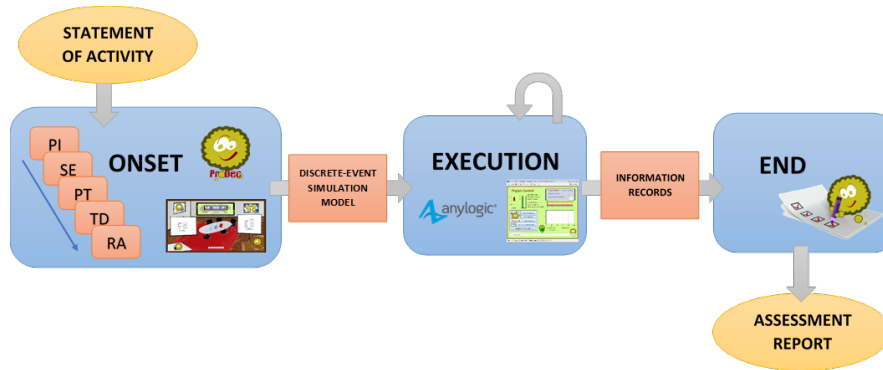 STATEMENT
OF ACTIVITY
PI
SE
PT
TD
RA
ONSET
ProDec
DISCRETE-EVENT
SIMULATION
MODEL
EXECUTION
anylogic
INFORMATION
RECORDS
END
ASSESSMENT
REPORT